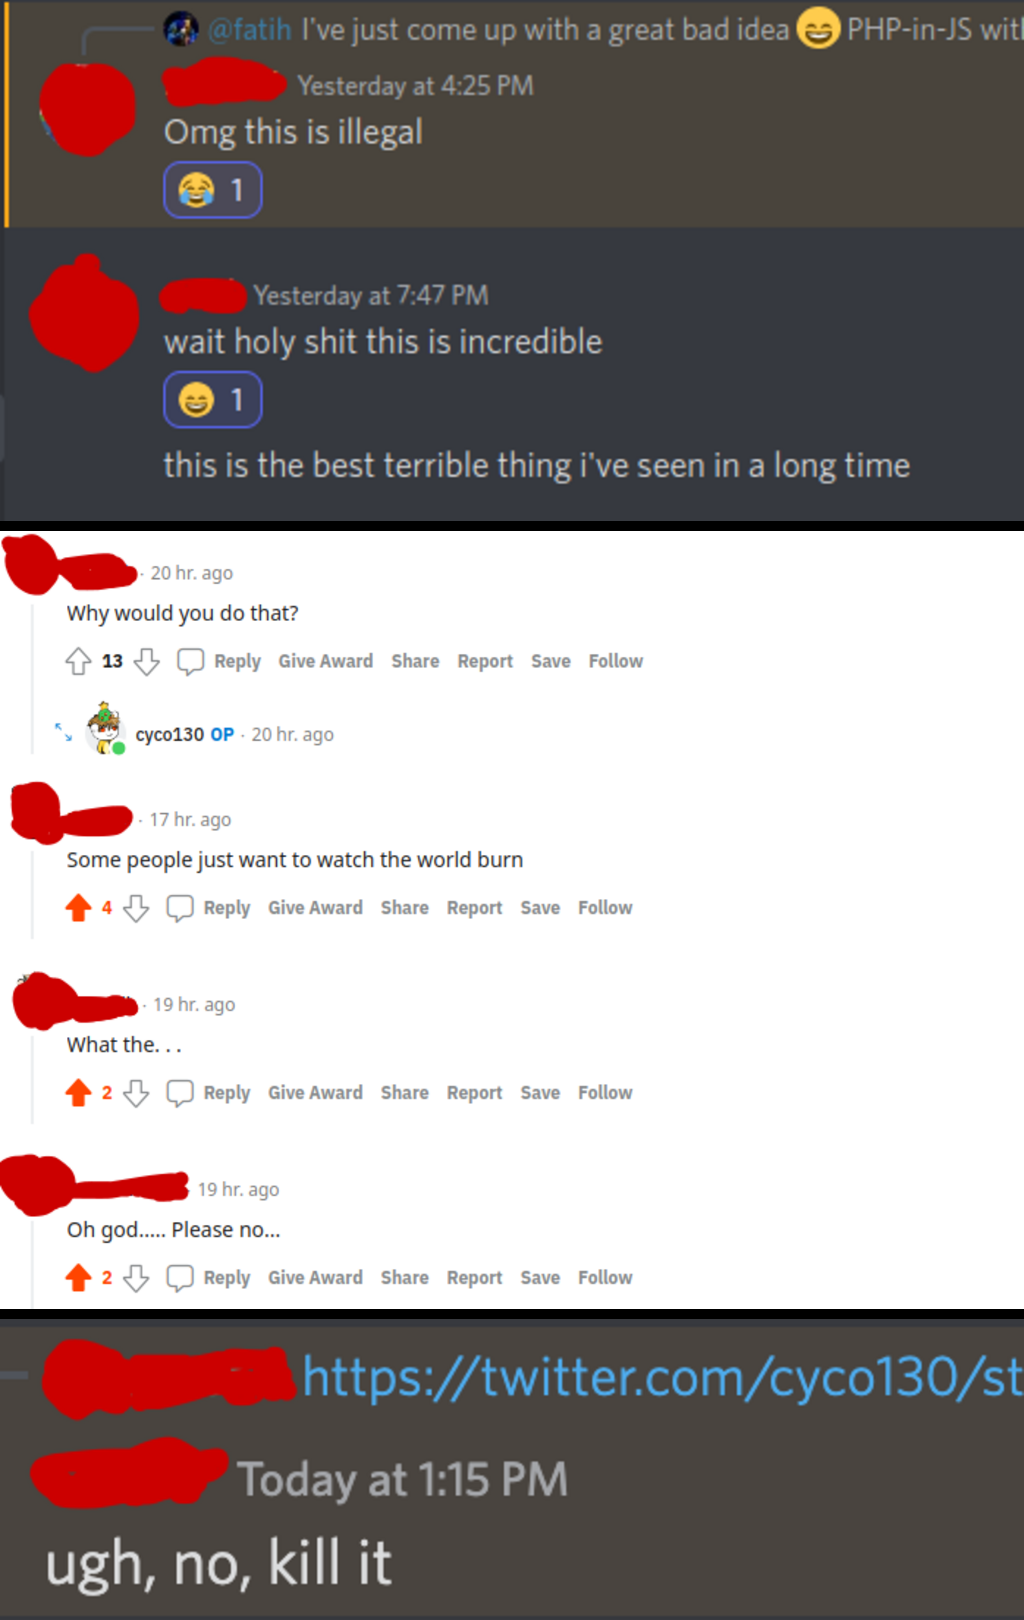 @fatih I've just come up with a great bad idea 😄 PHP-in-JS wit
Yesterday at 4:25 PM
Omg this is illegal
😂 1
Yesterday at 7:47 PM
wait holy shit this is incredible
😄 1
this is the best terrible thing i've seen in a long time
· 20 hr. ago
Why would you do that?
13 Reply Give Award Share Report Save Follow
cyco130 OP · 20 hr. ago
· 17 hr. ago
Some people just want to watch the world burn
4 Reply Give Award Share Report Save Follow
· 19 hr. ago
What the. . .
2 Reply Give Award Share Report Save Follow
19 hr. ago
Oh god..... Please no...
2 Reply Give Award Share Report Save Follow
https://twitter.com/cyco130/st
Today at 1:15 PM
ugh, no, kill it